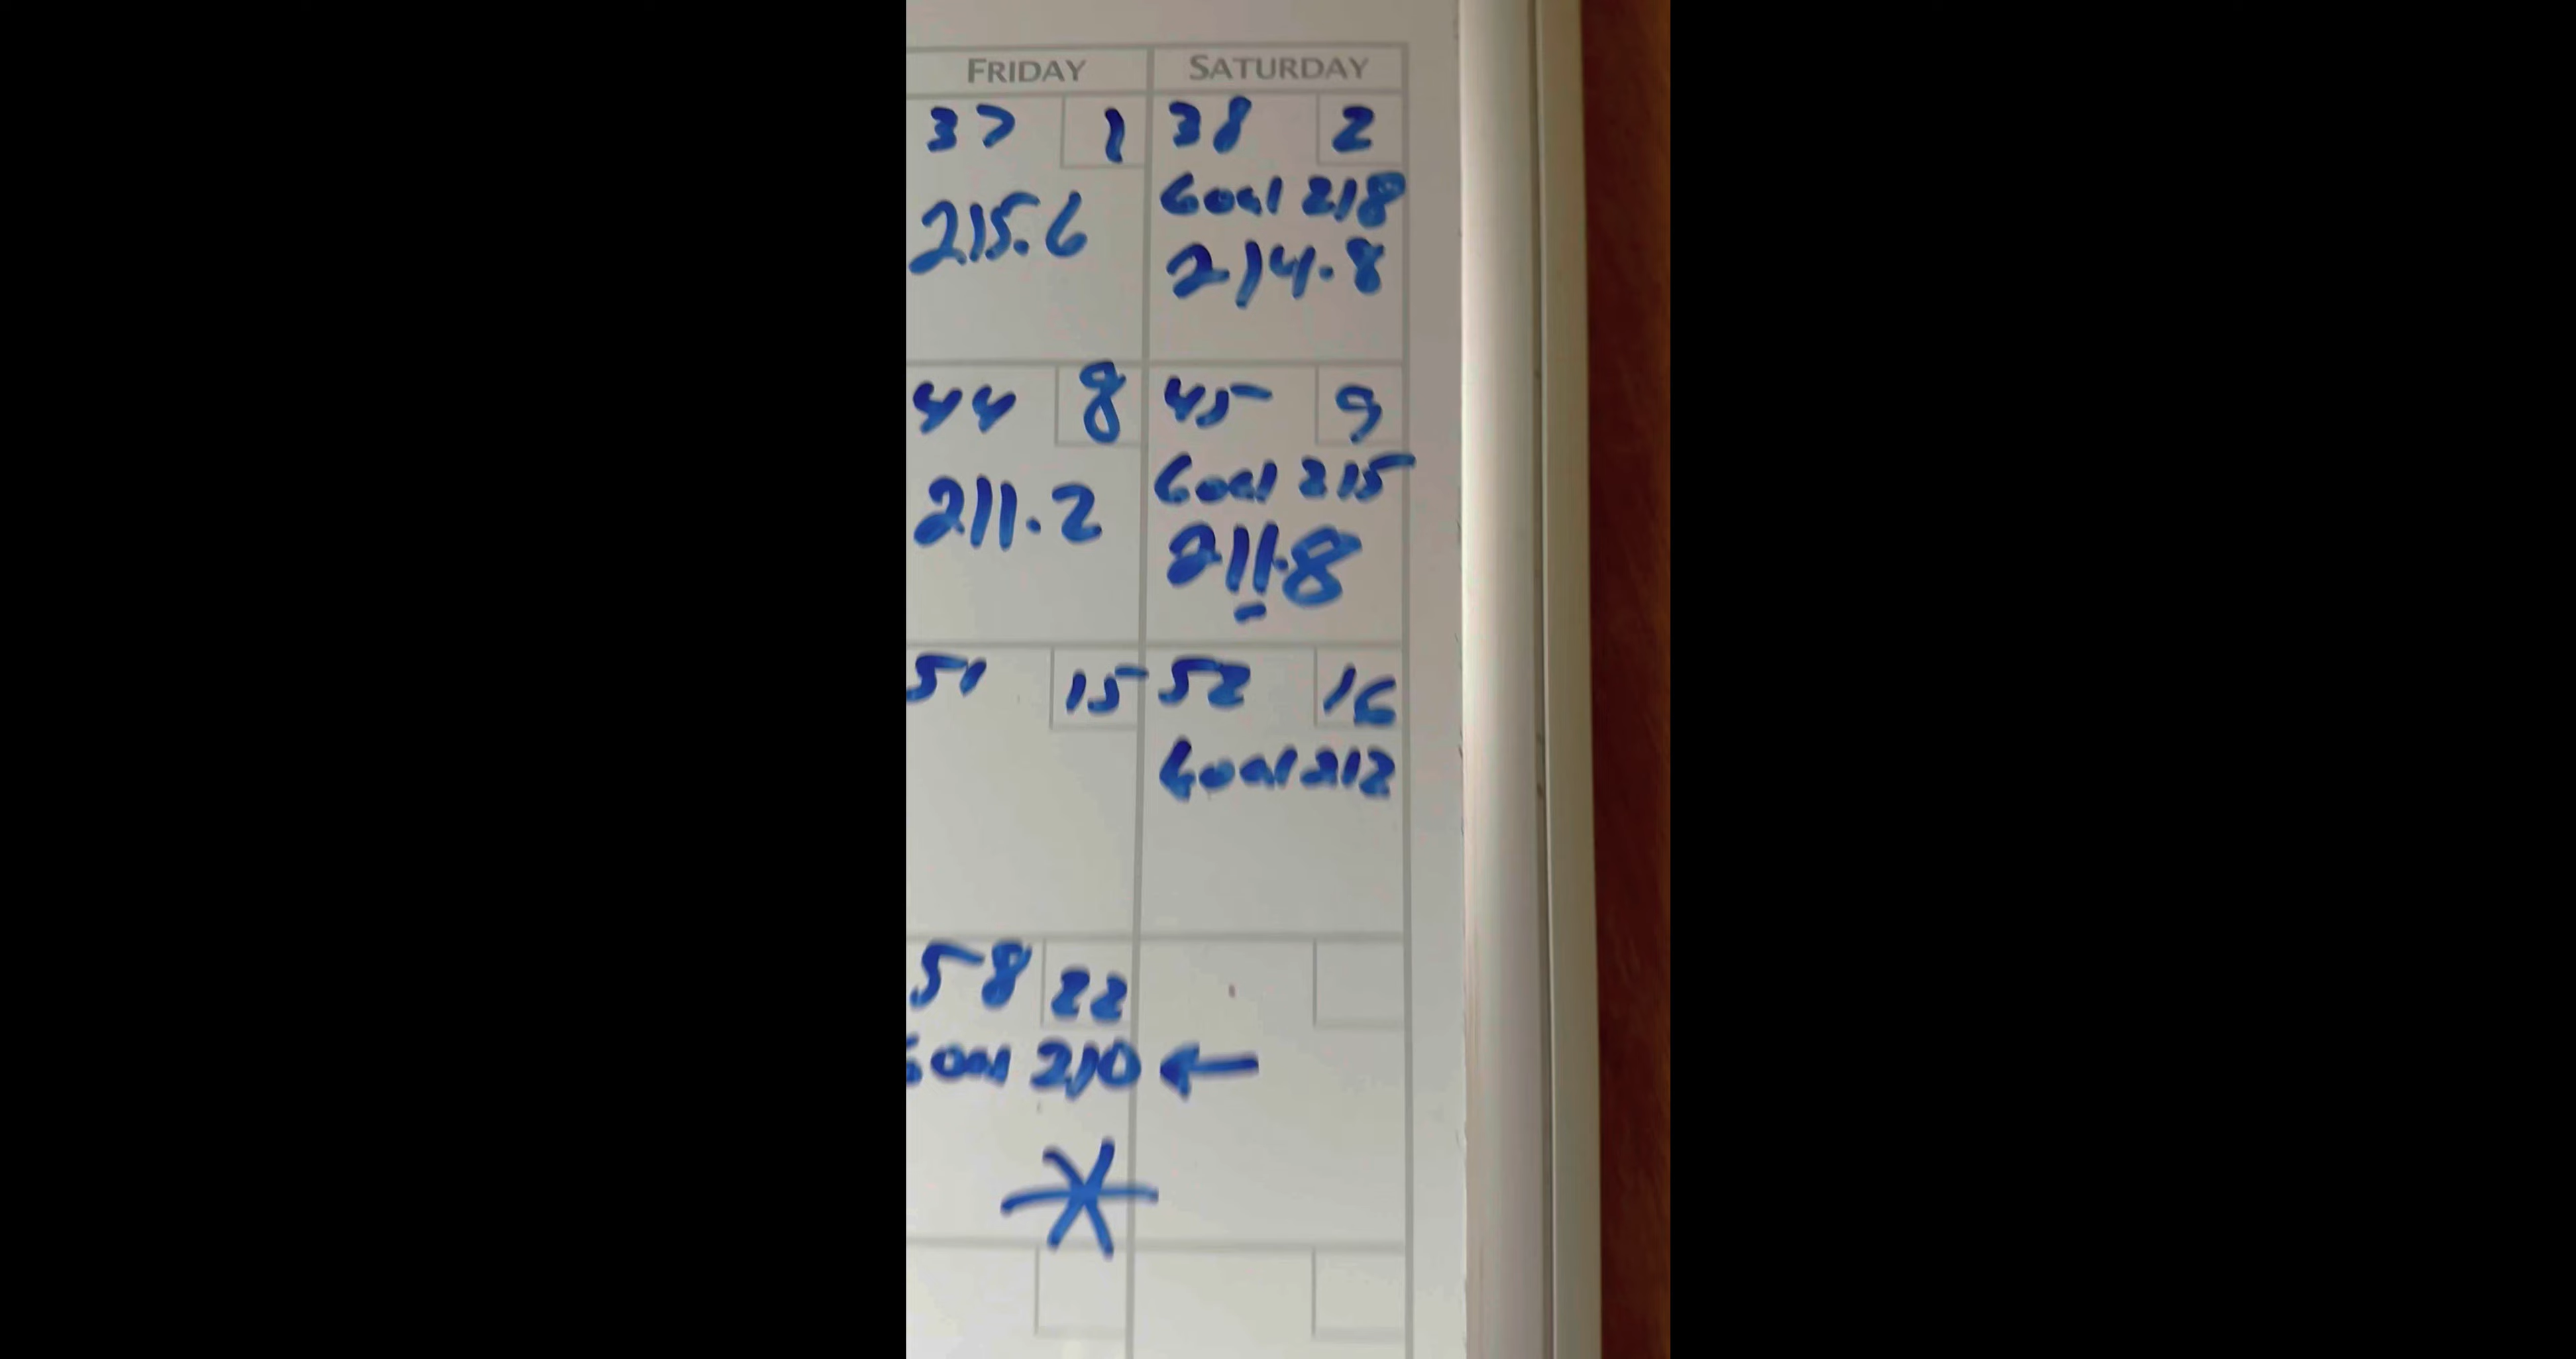 FRIDAY SATURDAY
37 1 38 2
Goal 218
215.6 214.8
44 8 45 9
Goal 215
211.2 211.8
51 15 52 16
Goal 212
58 22
Goal 210 ←
*